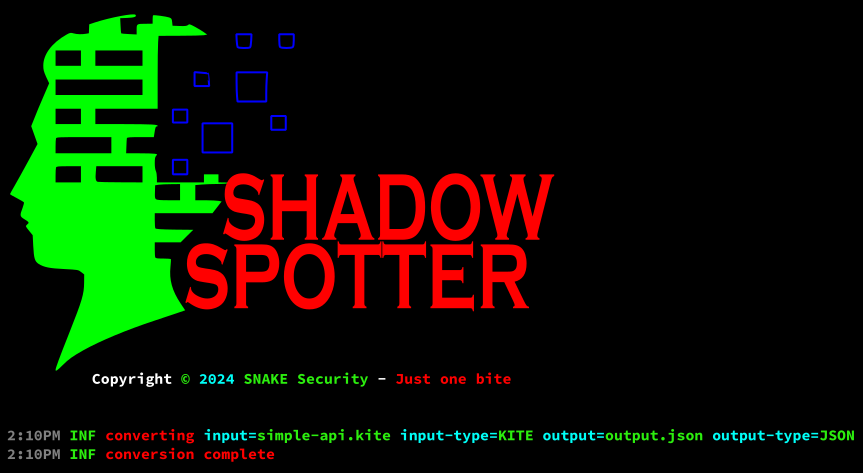 SHADOW
SPOTTER
Copyright © 2024 SNAKE Security - Just one bite
2:10PM INF converting input=simple-api.kite input-type=KITE output=output.json output-type=JSON
2:10PM INF conversion complete